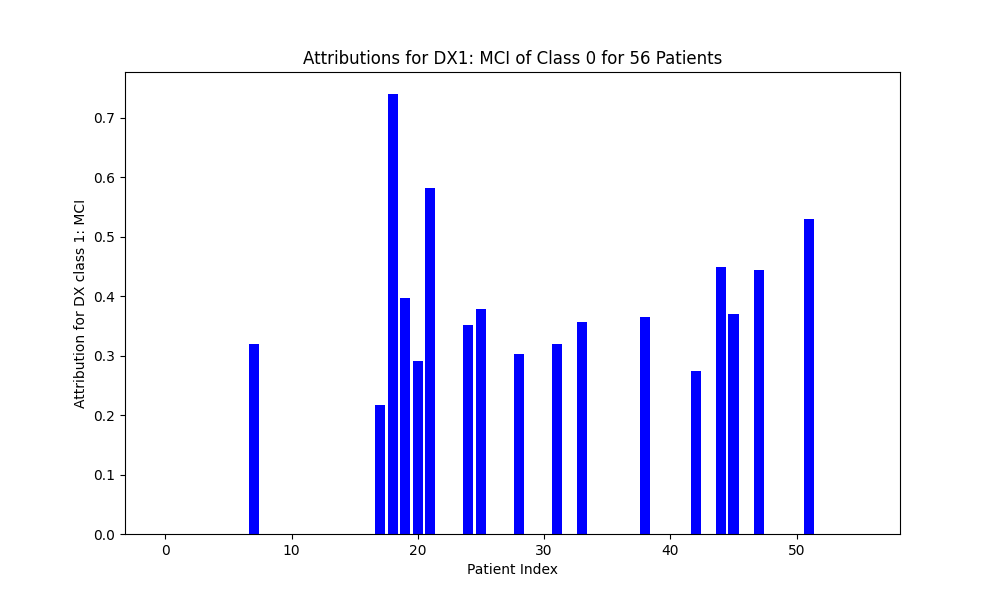 Attributions for DX1: MCI of Class 0 for 56 Patients
Attribution for DX class 1: MCI
0.7
0.6
0.5
0.4
0.3
0.2
0.1
0.0
0 10 20 30 40 50
Patient Index